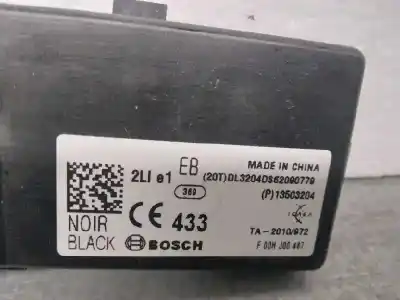 2LI e1 EB
MADE IN CHINA
(20T)DL3204DS62090779
369
(P)13503204
NOIR
CE 433
TA-2010/972
BLACK BOSCH
F 00H J00 487